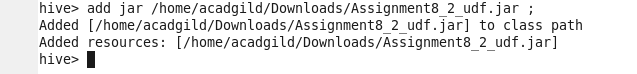 hive> add jar /home/acadgild/Downloads/Assignment8_2_udf.jar ;
Added [/home/acadgild/Downloads/Assignment8_2_udf.jar] to class path
Added resources: [/home/acadgild/Downloads/Assignment8_2_udf.jar]
hive>